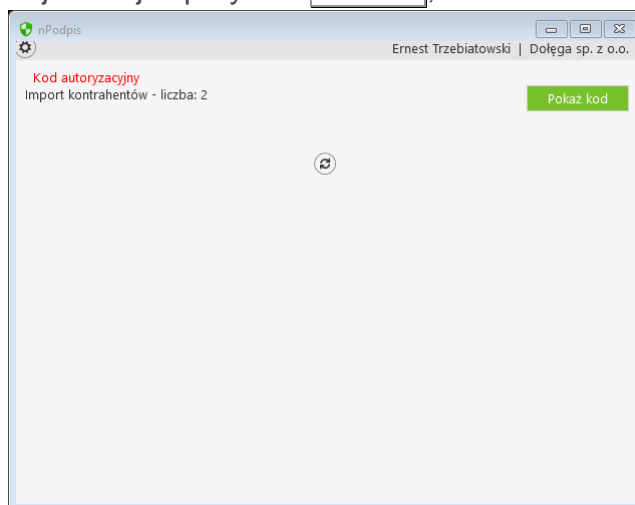 nPodpis
Ernest Trzebiatowski | Dołęga sp. z o.o.
Kod autoryzacyjny
Import kontrahentów - liczba: 2
Pokaż kod